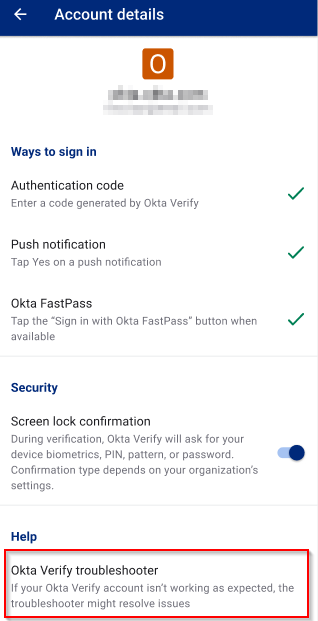 Account details
O
Ways to sign in
Authentication code
Enter a code generated by Okta Verify
Push notification
Tap Yes on a push notification
Okta FastPass
Tap the “Sign in with Okta FastPass” button when
available
Security
Screen lock confirmation
During verification, Okta Verify will ask for your
device biometrics, PIN, pattern, or password.
Confirmation type depends on your organization’s
settings.
Help
Okta Verify troubleshooter
If your Okta Verify account isn’t working as expected, the
troubleshooter might resolve issues